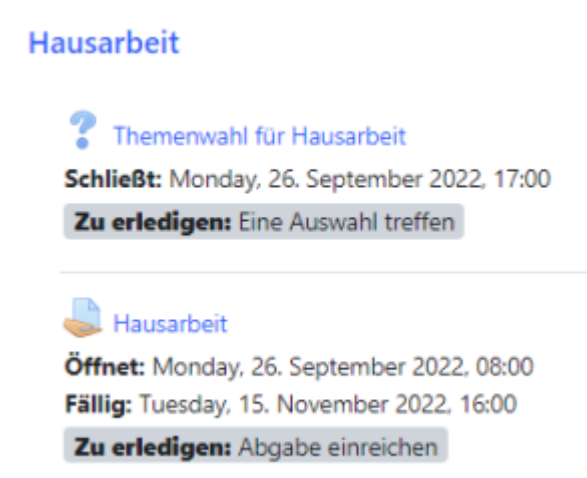 Hausarbeit
Themenwahl für Hausarbeit
Schließt: Monday, 26. September 2022, 17:00
Zu erledigen: Eine Auswahl treffen
Hausarbeit
Öffnet: Monday, 26. September 2022, 08:00
Fällig: Tuesday, 15. November 2022, 16:00
Zu erledigen: Abgabe einreichen